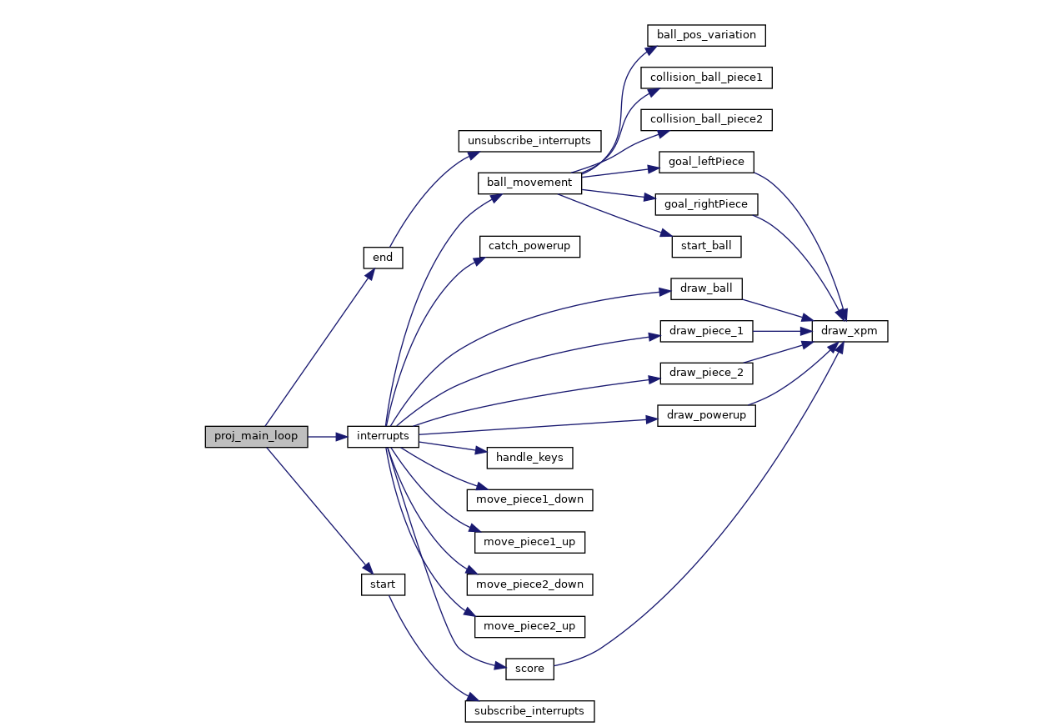 ball_pos_variation
collision_ball_piece1
collision_ball_piece2
unsubscribe_interrupts
goal_leftPiece
ball_movement
goal_rightPiece
catch_powerup
start_ball
end
draw_ball
draw_piece_1
draw_xpm
draw_piece_2
draw_powerup
proj_main_loop
interrupts
handle_keys
move_piece1_down
move_piece1_up
start
move_piece2_down
move_piece2_up
score
subscribe_interrupts